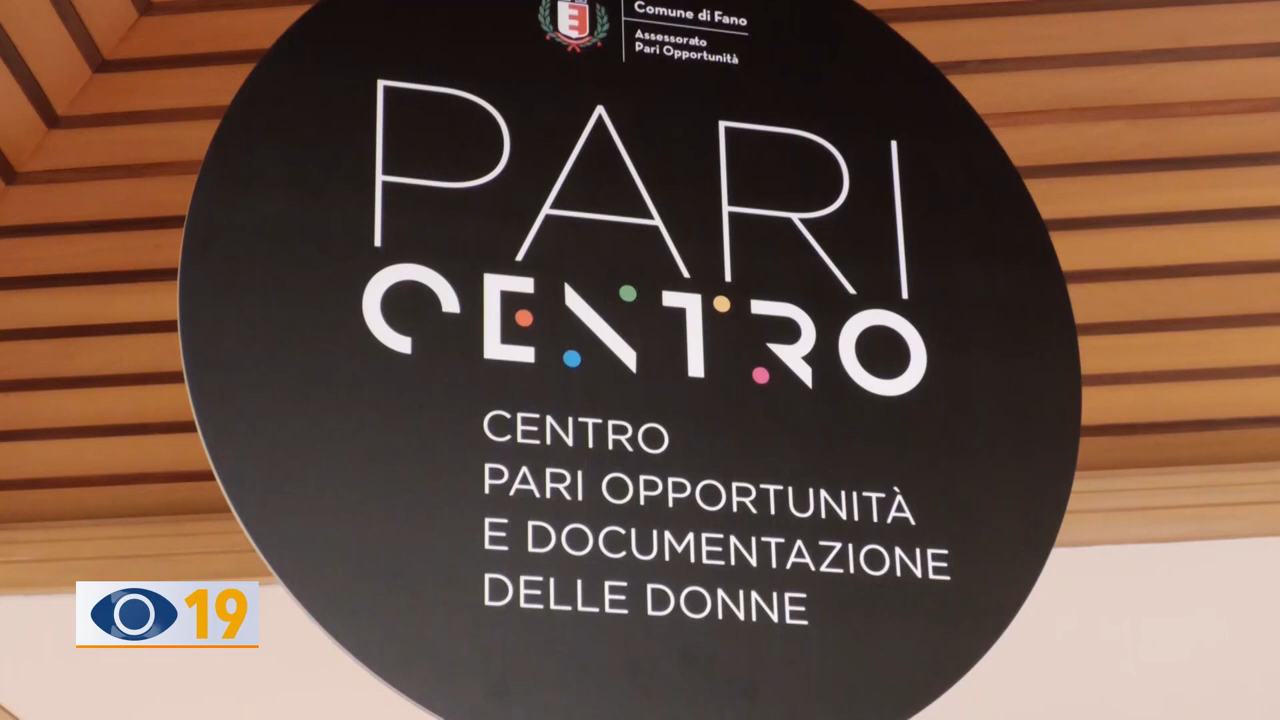 Comune di Fano
Assessorato
Pari Opportunità
PARI
CENTRO
CENTRO
PARI OPPORTUNITÀ
E DOCUMENTAZIONE
DELLE DONNE
19